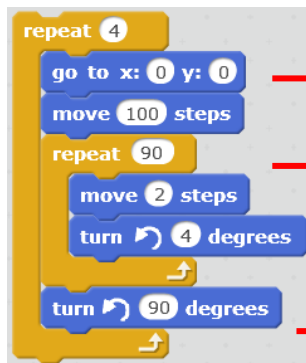 repeat 4
go to x: 0 y: 0
move 100 steps
repeat 90
move 2 steps
turn 4 degrees
turn 90 degrees